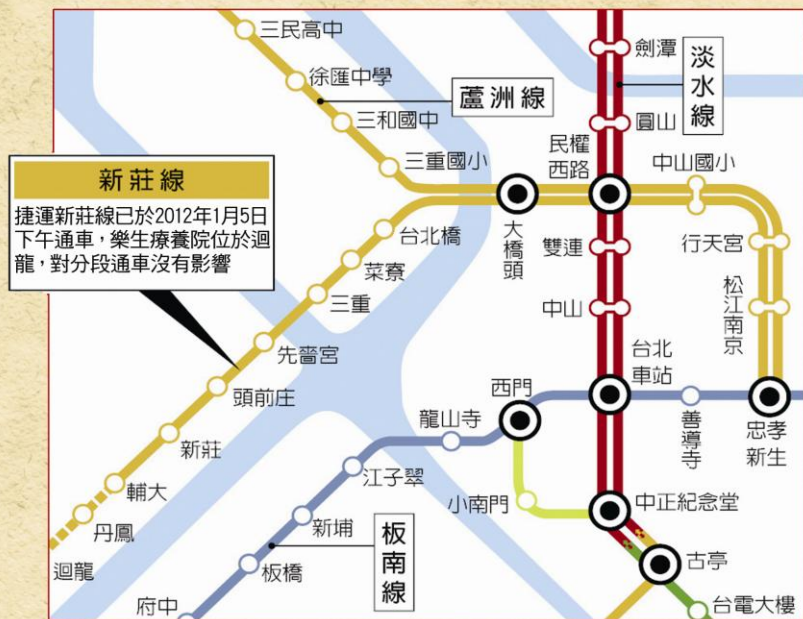 三民高中
徐匯中學
三和國中
三重國小
蘆洲線
劍潭
淡水線
圓山
民權
西路
中山國小
大橋頭
雙連
行天宮
中山
松江南京
新莊線
捷運新莊線已於2012年1月5日
下午通車，樂生療養院位於迴
龍，對分段通車沒有影響
台北橋
菜寮
三重
先嗇宮
頭前庄
新莊
輔大
丹鳳
迴龍
台北
車站
西門
善導寺
忠孝
新生
龍山寺
江子翠
小南門
中正紀念堂
新埔
板橋
板南線
府中
古亭
台電大樓